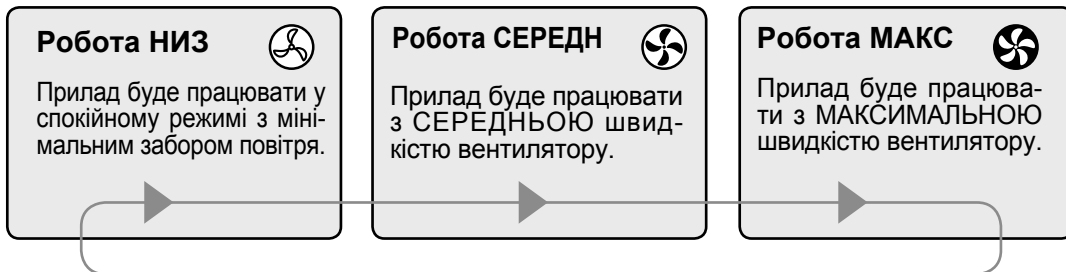 Робота НИЗ
Прилад буде працювати у
спокійному режимі з міні-
мальним забором повітря.
Робота СЕРЕДН
Прилад буде працювати
з СЕРЕДНЬОЮ швид-
кістю вентилятору.
Робота МАКС
Прилад буде працюва-
ти з МАКСИМАЛЬНОЮ
швидкістю вентилятору.